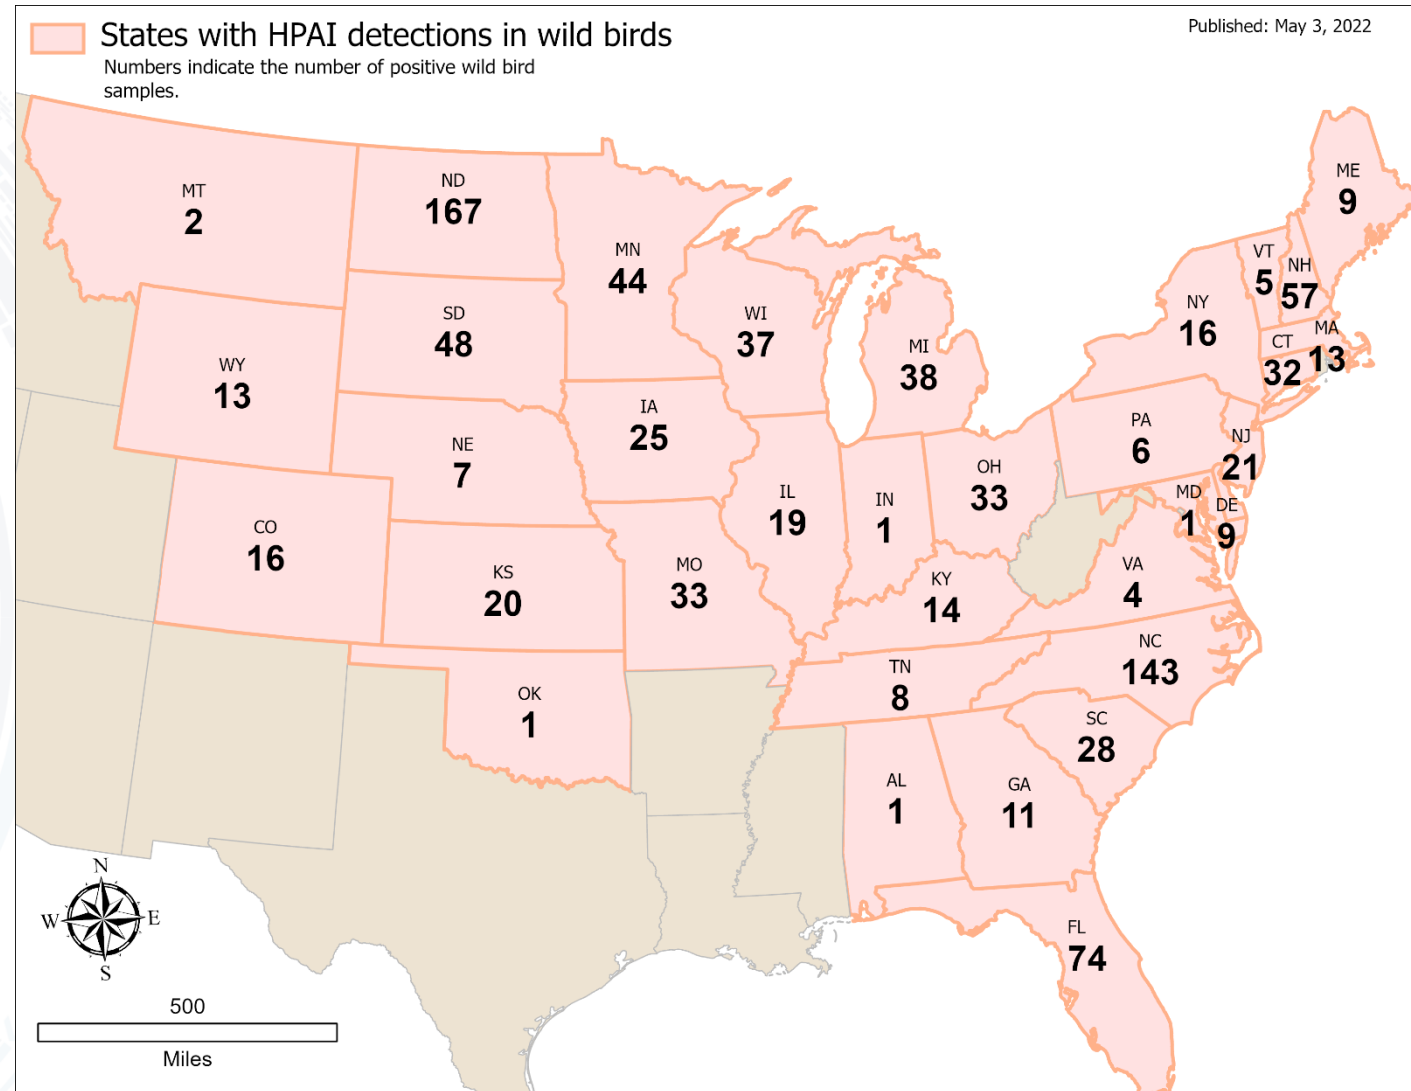 States with HPAI detections in wild birds
Numbers indicate the number of positive wild bird
samples.
Published: May 3, 2022
MT
2
ND
167
MN
44
SD
48
WY
13
WI
37
MI
38
IA
25
NE
7
CO
16
KS
20
MO
33
IL
19
IN
1
OH
33
KY
14
TN
8
OK
1
AL
1
GA
11
FL
74
SC
28
NC
143
VA
4
MD
1
DE
9
NJ
21
PA
6
NY
16
CT
32
MA
13
VT
5
NH
57
ME
9
N
W
E
S
500
Miles